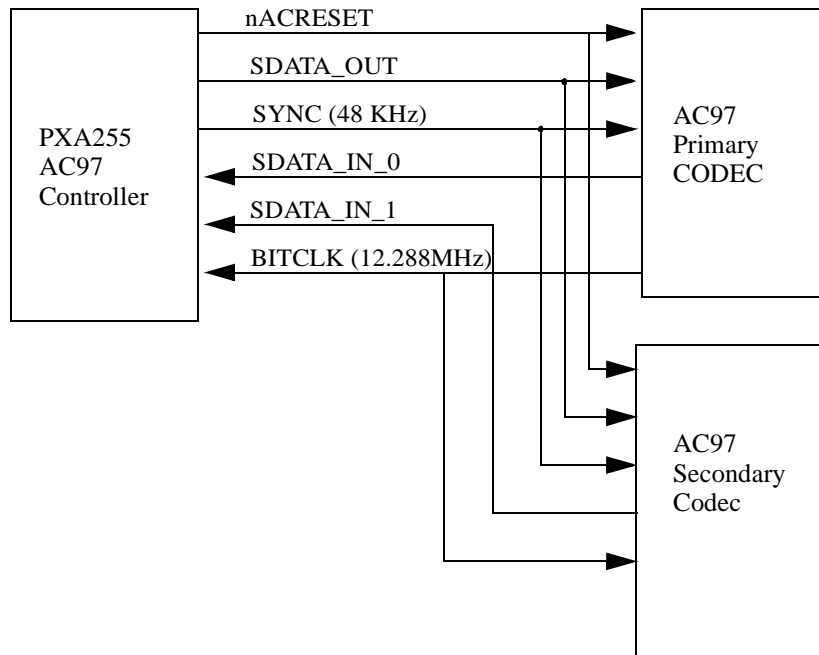 nACRESET
SDATA_OUT
SYNC (48 KHz)
SDATA_IN_0
SDATA_IN_1
BITCLK (12.288MHz)
PXA255
AC97
Controller
AC97
Primary
CODEC
AC97
Secondary
Codec